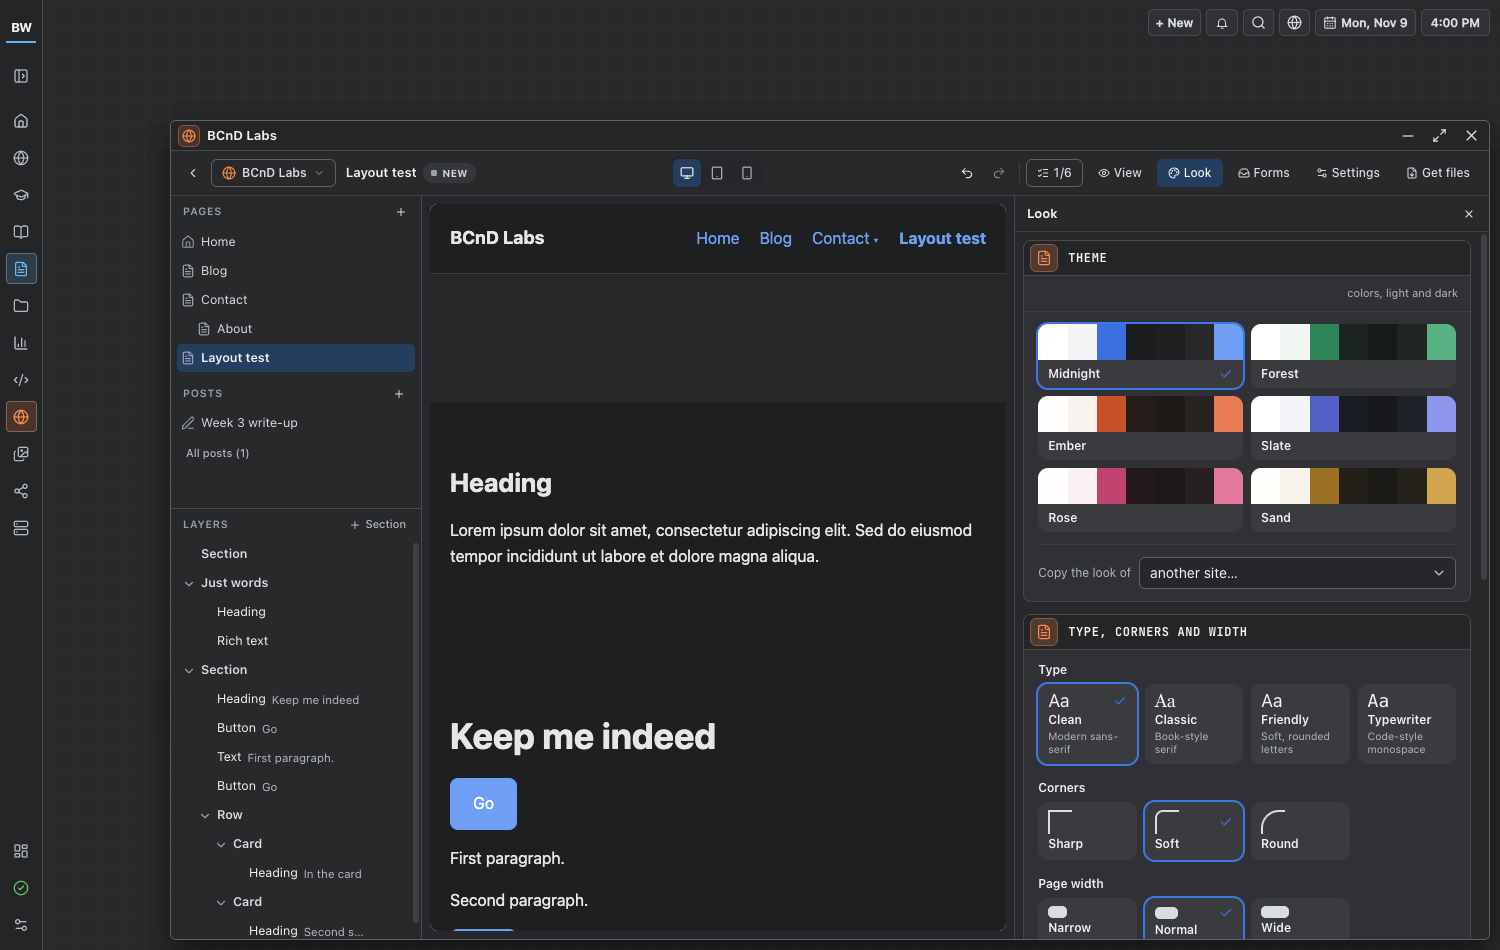 BW
+ New
Mon, Nov 9
4:00 PM
BCnD Labs
BCnD Labs
Layout test
NEW
1/6
View
Look
Forms
Settings
Get files
PAGES
Home
Blog
Contact
About
Layout test
POSTS
Week 3 write-up
All posts (1)
LAYERS
+ Section
Section
Just words
Heading
Rich text
Section
Heading Keep me indeed
Button Go
Text First paragraph.
Button Go
Row
Card
Heading In the card
Card
Heading Second s...
BCnD Labs
Home
Blog
Contact
Layout test
Heading
Lorem ipsum dolor sit amet, consectetur adipiscing elit. Sed do eiusmod
tempor incididunt ut labore et dolore magna aliqua.
Keep me indeed
Go
First paragraph.
Second paragraph.
Look
THEME
colors, light and dark
Midnight
Forest
Ember
Slate
Rose
Sand
Copy the look of
another site...
TYPE, CORNERS AND WIDTH
Type
Aa
Clean
Modern sans-
serif
Aa
Classic
Book-style
serif
Aa
Friendly
Soft, rounded
letters
Aa
Typewriter
Code-style
monospace
Corners
Sharp
Soft
Round
Page width
Narrow
Normal
Wide